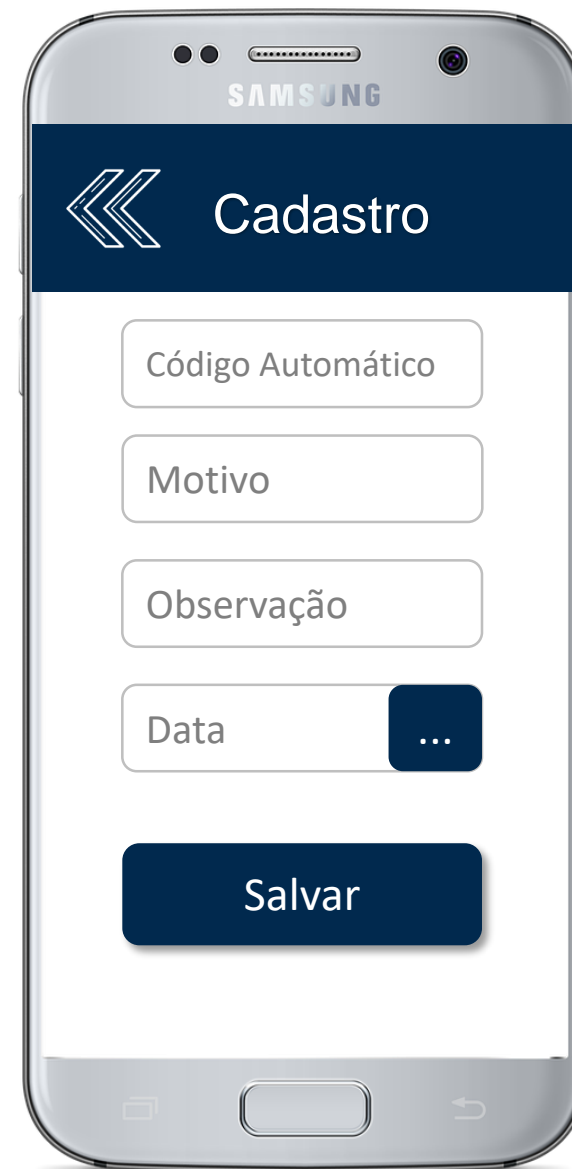 SAMSUNG
Cadastro
Código Automático
Motivo
Observação
Data
...
Salvar